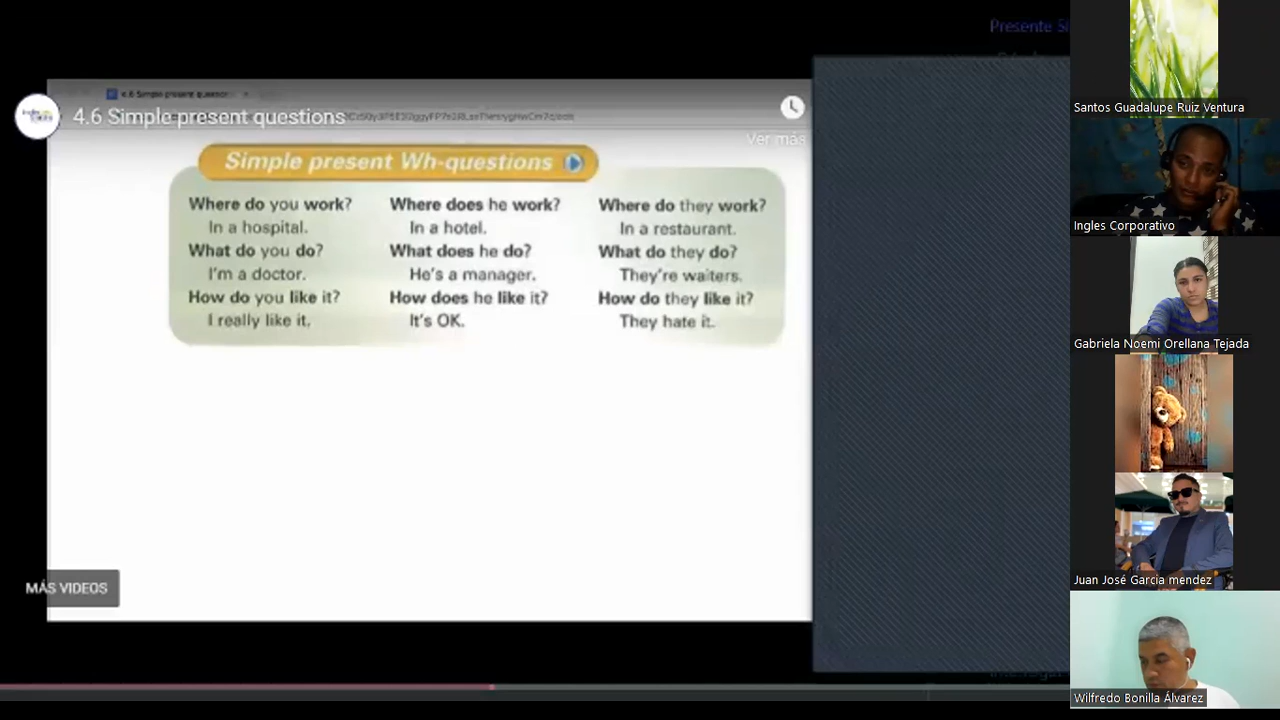 Presente S
4.6 Simple present questions
Ver más
Simple present Wh-questions
Where do you work? Where does he work? Where do they work?
In a hospital. In a hotel. In a restaurant.
What do you do? What does he do? What do they do?
I'm a doctor. He's a manager. They're waiters.
How do you like it? How does he like it? How do they like it?
I really like it. It's OK. They hate it.
MÁS VIDEOS
Santos Guadalupe Ruiz Ventura
Ingles Corporativo
Gabriela Noemi Orellana Tejada
Juan José Garcia mendez
Wilfredo Bonilla Álvarez